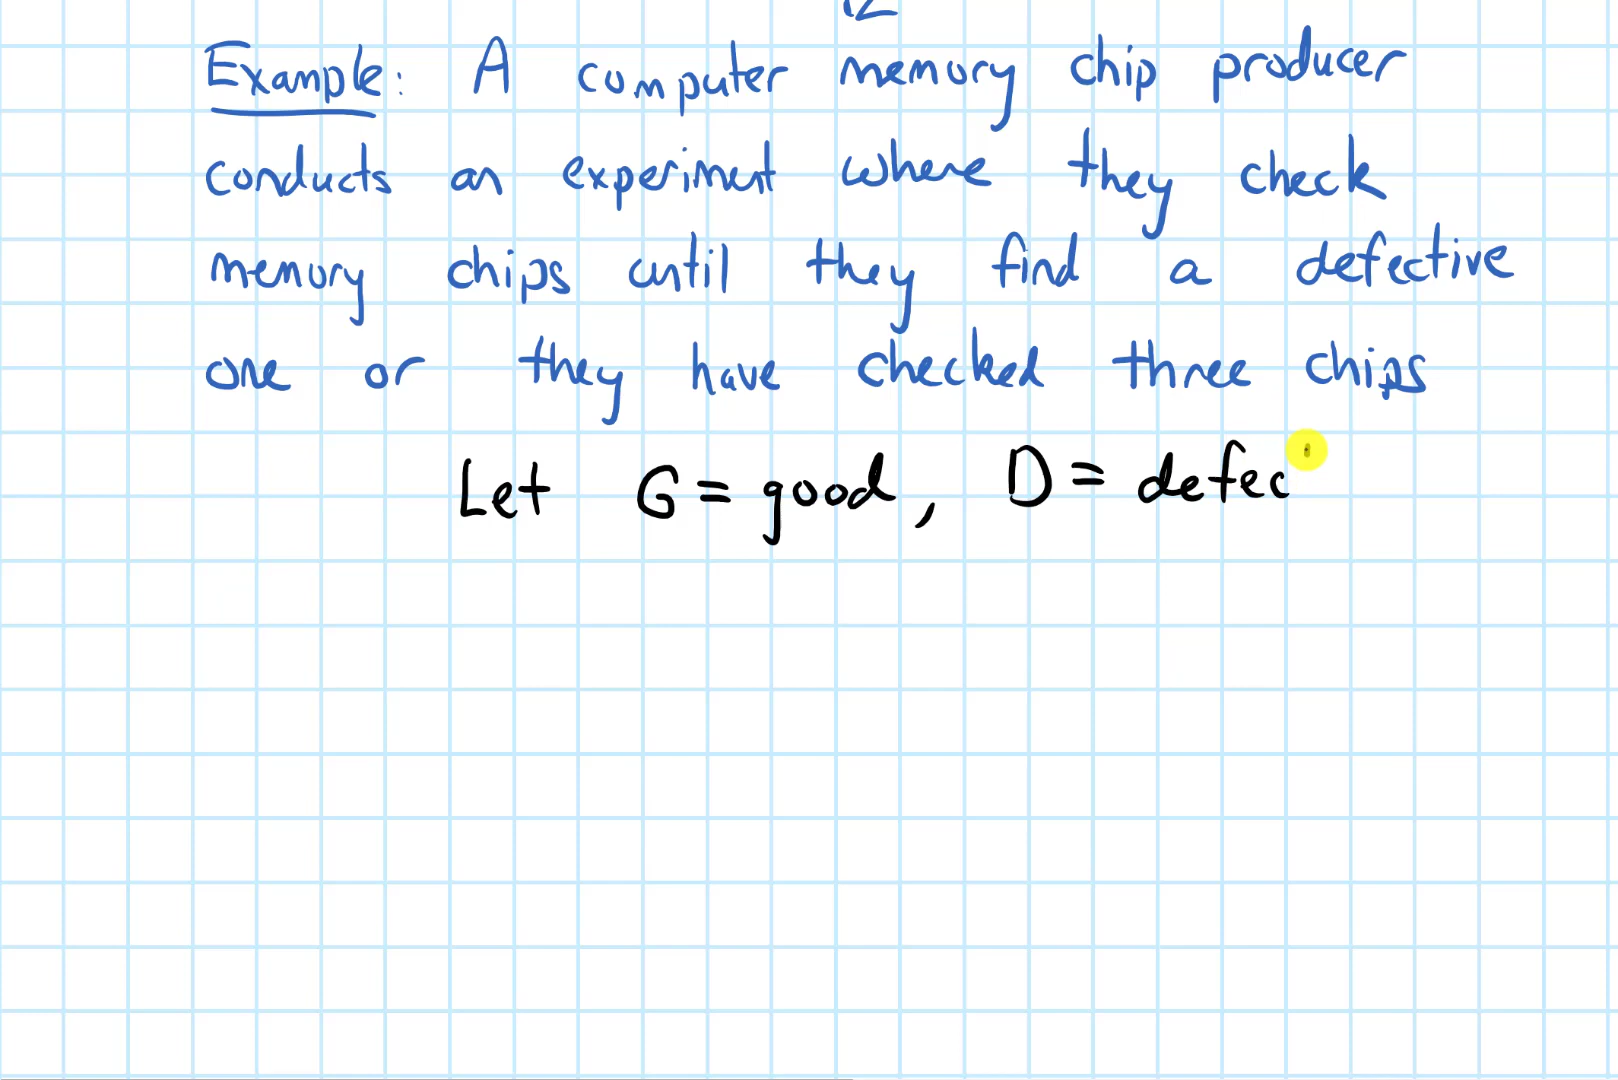 Example: A computer memory chip producer
conducts an experiment where they check
memory chips until they find a defective
one or they have checked three chips
Let G = good, D = defec